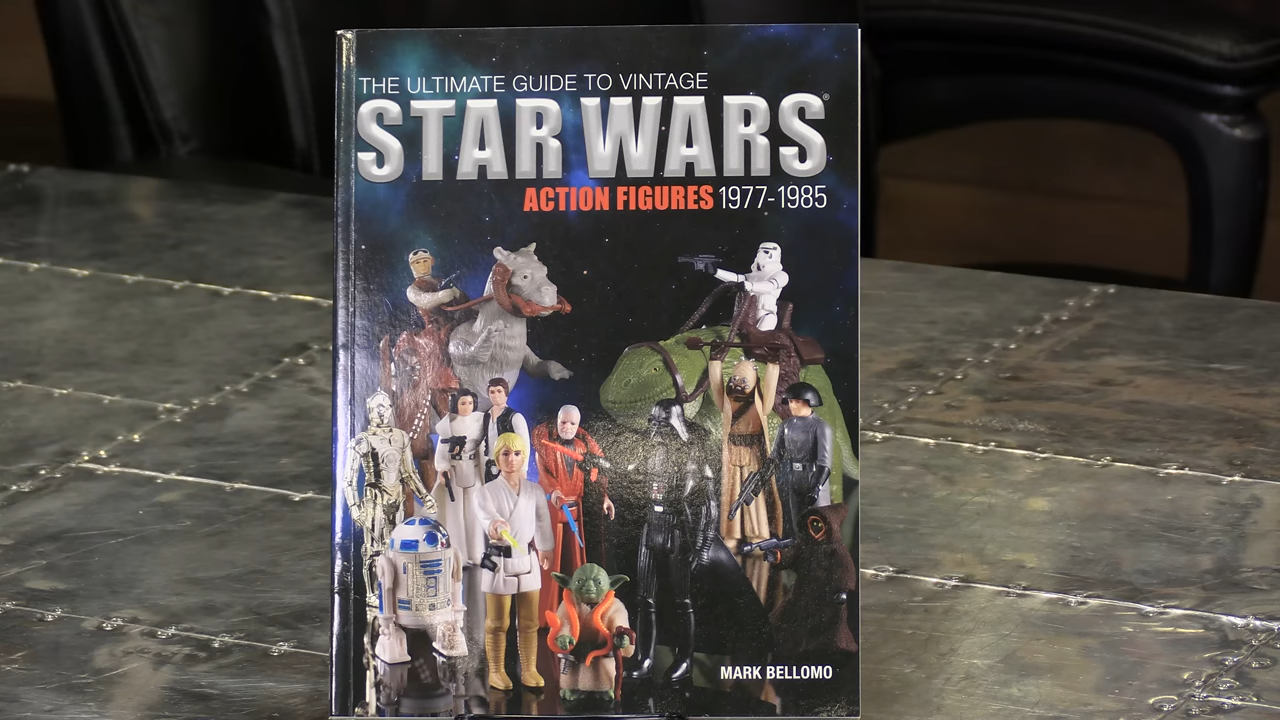 THE ULTIMATE GUIDE TO VINTAGE
STAR WARS®
ACTION FIGURES 1977-1985
MARK BELLOMO